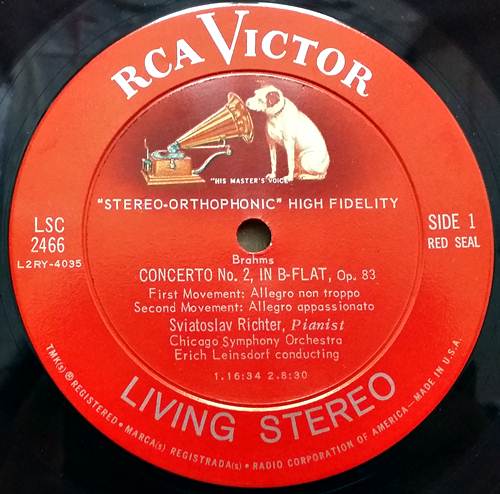 RCA VICTOR
"HIS MASTER'S VOICE"
"STEREO-ORTHOPHONIC" HIGH FIDELITY
LSC
2466
L2RY-4035
SIDE 1
RED SEAL
Brahms
CONCERTO No. 2, IN B-FLAT, Op. 83
First Movement: Allegro non troppo
Second Movement: Allegro appassionato
Sviatoslav Richter, Pianist
Chicago Symphony Orchestra
Erich Leinsdorf conducting
1. 16:34 2. 8:30
LIVING STEREO
TMK(s) ® REGISTERED • MARCA(s) REGISTRADA(s) • RADIO CORPORATION OF AMERICA—MADE IN U.S.A.